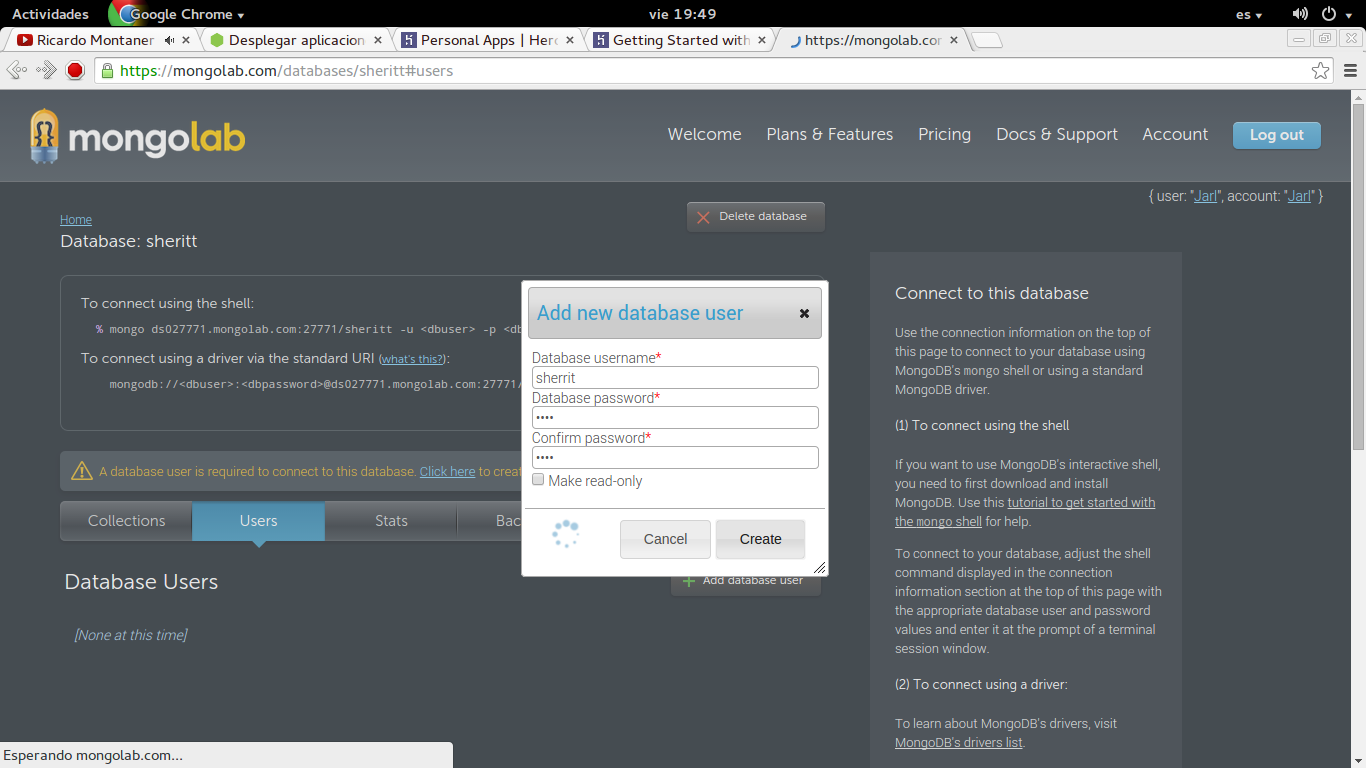 Actividades
Google Chrome
vie 19:49
es
Ricardo Montaner
Desplegar aplicacion
Personal Apps | Hero
Getting Started with
https://mongolab.com
https://mongolab.com/databases/sheritt#users
mongolab
Welcome
Plans & Features
Pricing
Docs & Support
Account
Log out
{ user: "Jarl", account: "Jarl" }
Home
Database: sheritt
Delete database
To connect using the shell:
% mongo ds027771.mongolab.com:27771/sheritt -u <dbuser> -p <db
To connect using a driver via the standard URI (what's this?):
mongodb://<dbuser>:<dbpassword>@ds027771.mongolab.com:27771/
A database user is required to connect to this database. Click here to creat
Collections
Users
Stats
Bac
Database Users
Add database user
[None at this time]
Add new database user
Database username*
sherrit
Database password*
••••
Confirm password*
••••
Make read-only
Cancel
Create
Connect to this database
Use the connection information on the top of
this page to connect to your database using
MongoDB's mongo shell or using a standard
MongoDB driver.
(1) To connect using the shell
If you want to use MongoDB's interactive shell,
you need to first download and install
MongoDB. Use this tutorial to get started with
the mongo shell for help.
To connect to your database, adjust the shell
command displayed in the connection
information section at the top of this page with
the appropriate database user and password
values and enter it at the prompt of a terminal
session window.
(2) To connect using a driver:
To learn about MongoDB's drivers, visit
MongoDB's drivers list.
Esperando mongolab.com...